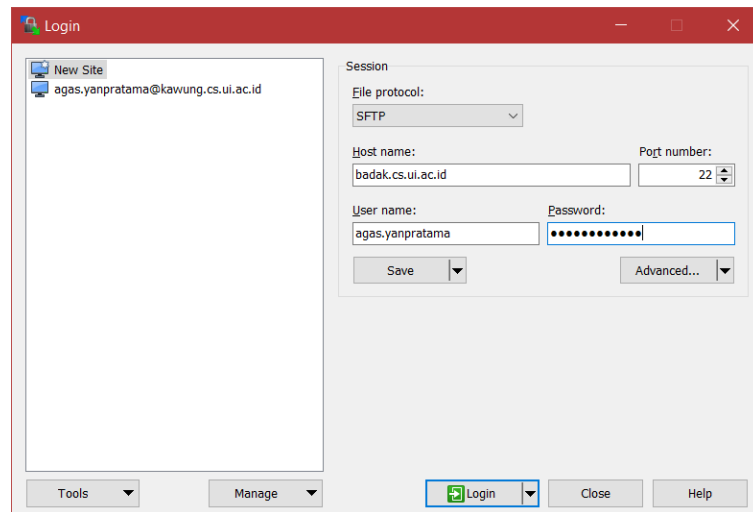 Login
New Site
agas.yanpratama@kawung.cs.ui.ac.id
Session
File protocol:
SFTP
Host name:
Port number:
badak.cs.ui.ac.id
22
User name:
Password:
agas.yanpratama
●●●●●●●●●●●●
Save
Advanced...
Tools
Manage
Login
Close
Help